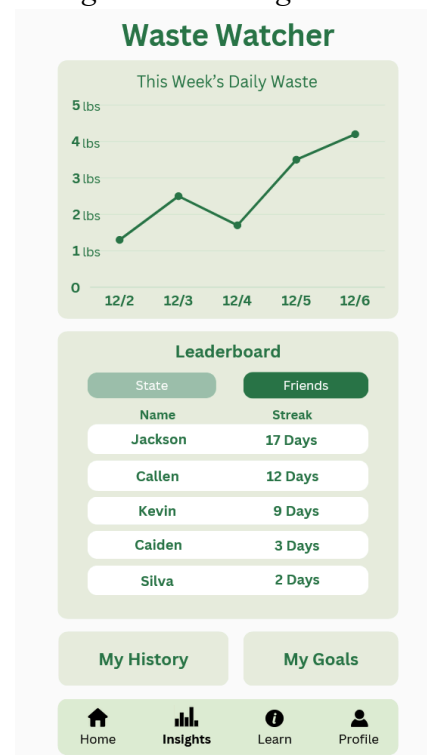 Waste Watcher
This Week's Daily Waste
5 lbs
4 lbs
3 lbs
2 lbs
1 lbs
0
12/2 12/3 12/4 12/5 12/6
Leaderboard
State Friends
Name Streak
Jackson 17 Days
Callen 12 Days
Kevin 9 Days
Caiden 3 Days
Silva 2 Days
My History My Goals
Home Insights Learn Profile